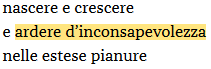 nascere e crescere
e ardere d’inconsapevolezza
nelle estese pianure